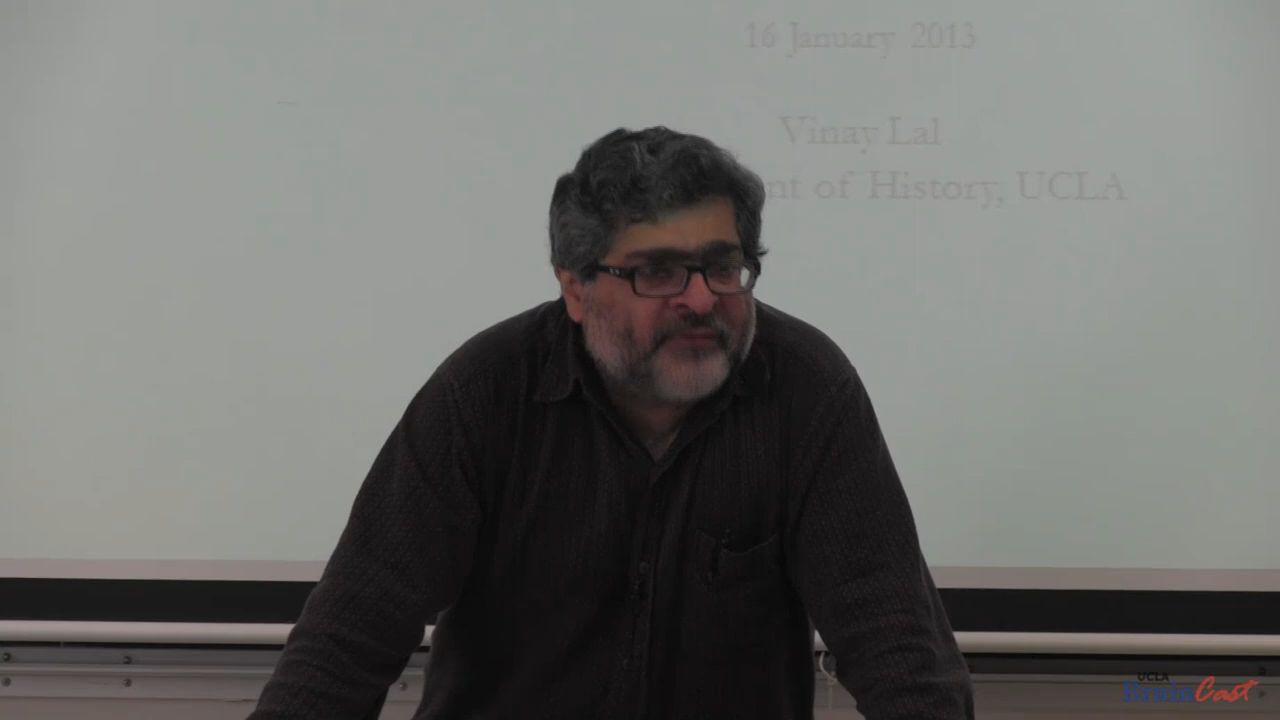 16 January 2013
Vinay Lal
nt of History, UCLA
UCLA
BruinCast